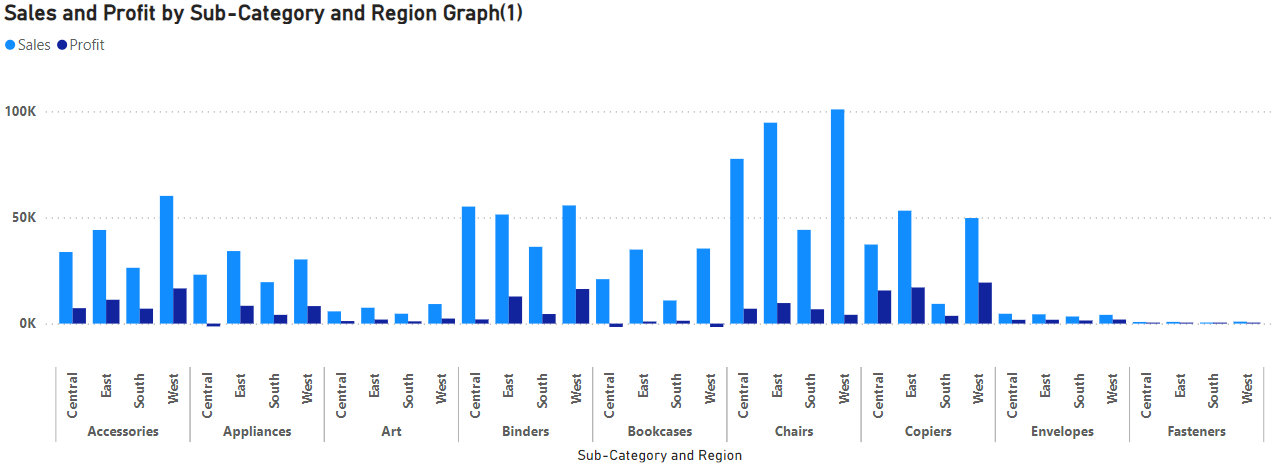 Sales and Profit by Sub-Category and Region Graph(1)
Sales Profit
100K
50K
0K
Central East South West Central East South West Central East South West Central East South West Central East South West Central East South West Central East South West Central East South West Central East South West
Accessories Appliances Art Binders Bookcases Chairs Copiers Envelopes Fasteners
Sub-Category and Region